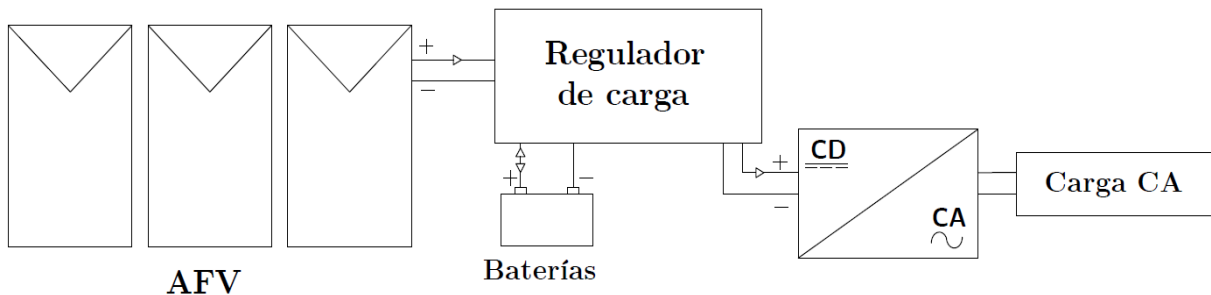 +
−
Regulador
de carga
+
−
+
−
CD
CA
Carga CA
Baterías
AFV